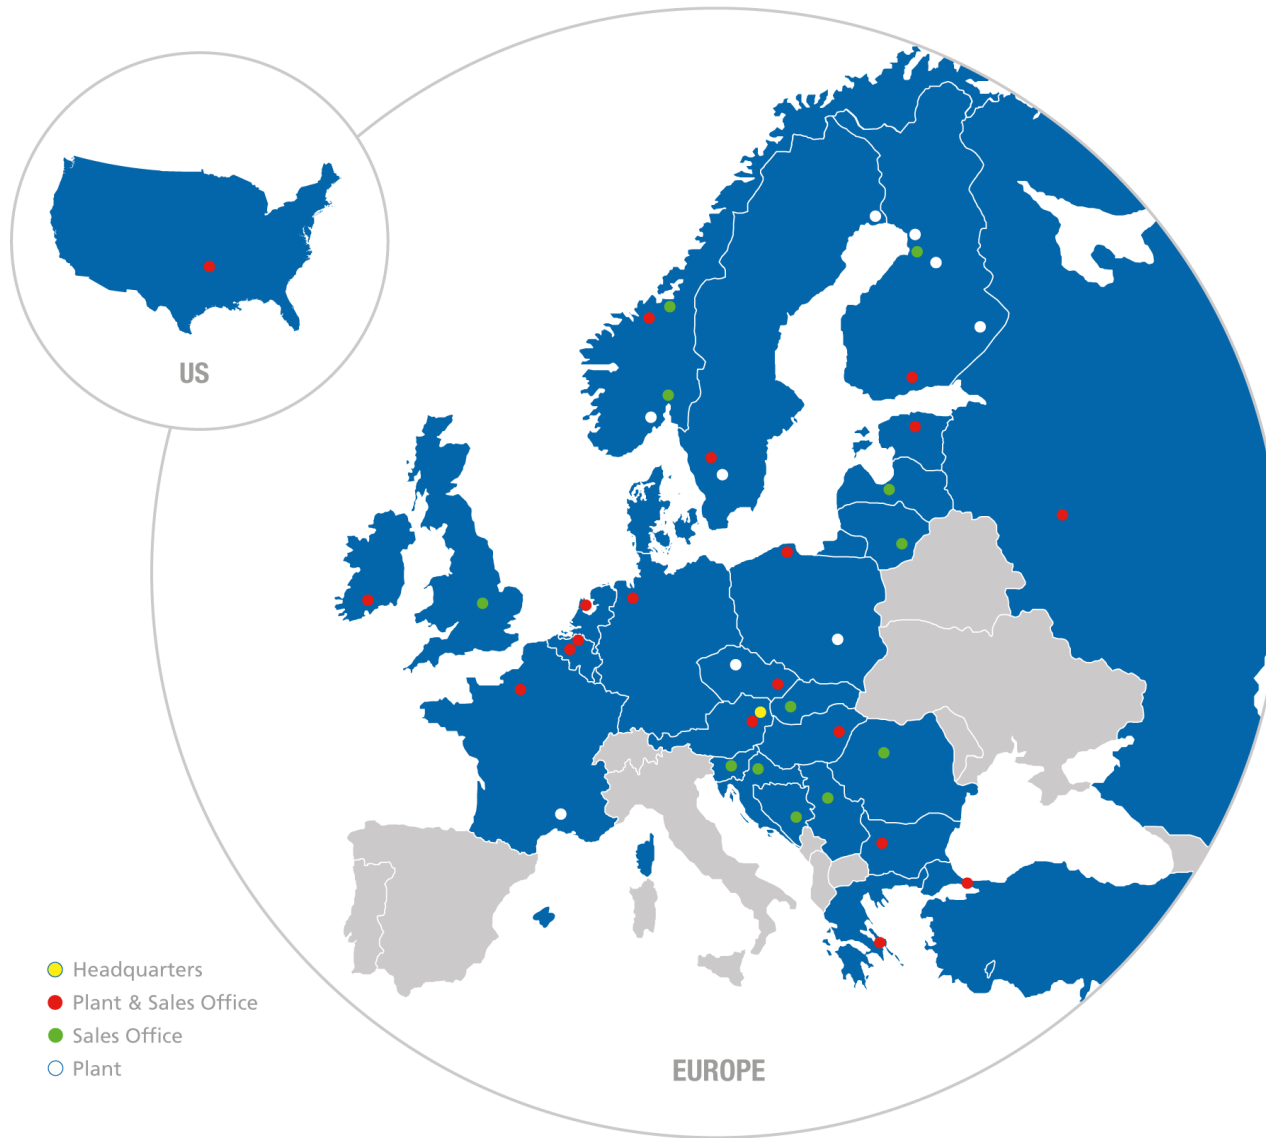 US
Headquarters
Plant & Sales Office
Sales Office
Plant
EUROPE